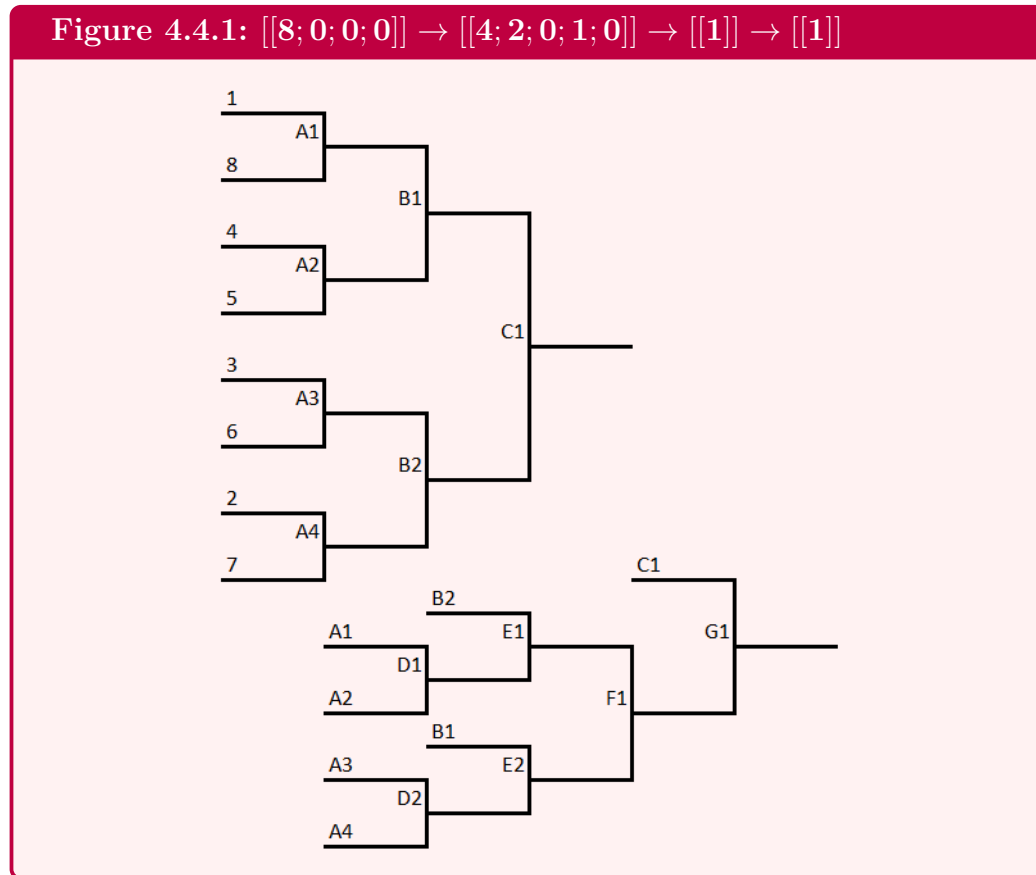 Figure 4.4.1: [[8; 0; 0; 0]] → [[4; 2; 0; 1; 0]] → [[1]] → [[1]]
1
A1
8
B1
4
A2
5
C1
3
A3
6
B2
2
A4
7
C1
B2
A1
E1
G1
D1
A2
F1
B1
A3
E2
D2
A4